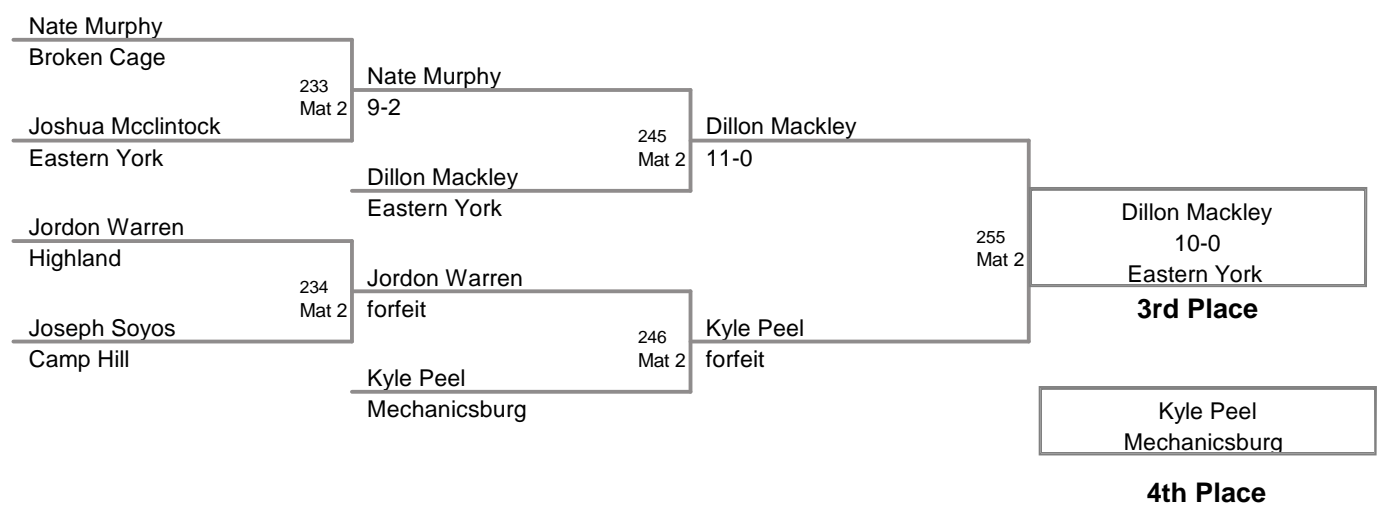 Nate Murphy
Broken Cage
233
Mat 2
Joshua Mcclintock
Eastern York
Nate Murphy
9-2
Dillon Mackley
Eastern York
245
Mat 2
Dillon Mackley
11-0
Jordon Warren
Highland
234
Mat 2
Joseph Soyos
Camp Hill
Jordon Warren
forfeit
Kyle Peel
Mechanicsburg
246
Mat 2
Kyle Peel
forfeit
255
Mat 2
Dillon Mackley
10-0
Eastern York
3rd Place
Kyle Peel
Mechanicsburg
4th Place